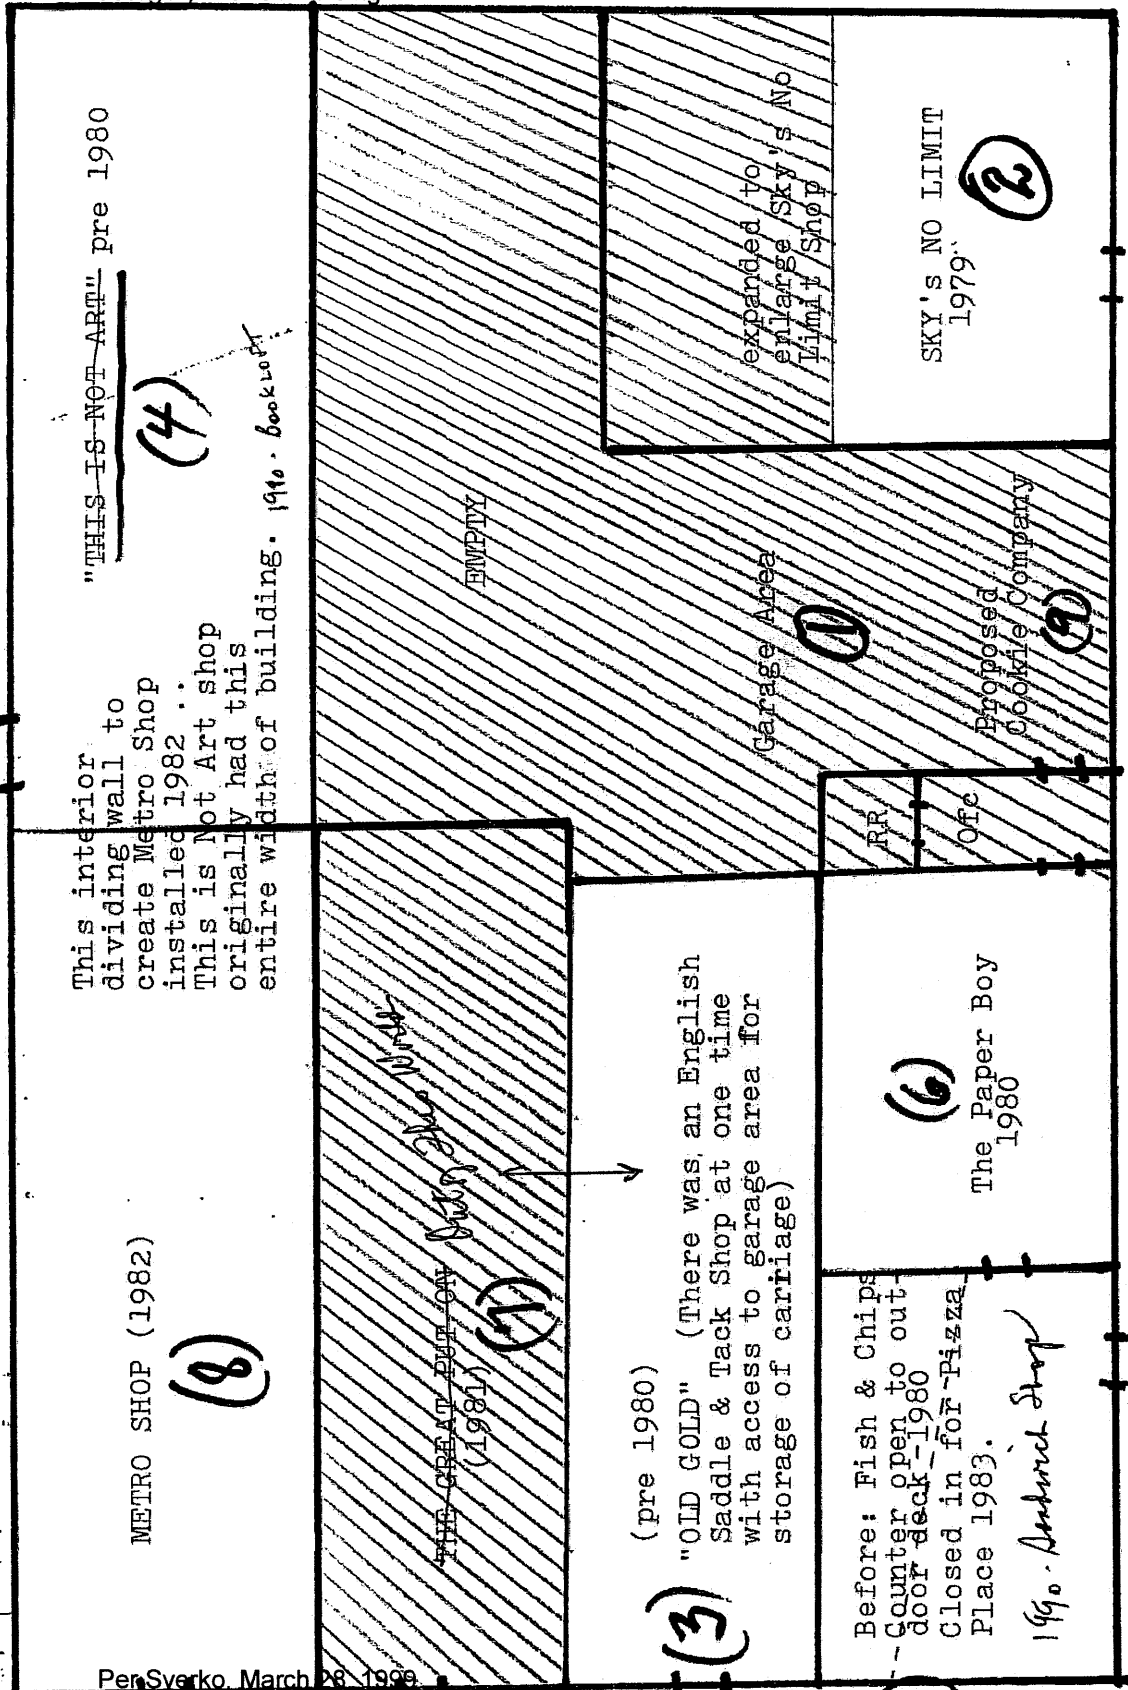 "THIS IS NOT ART" pre 1980
(4)
This interior
dividing wall to
create Metro Shop
installed 1982 ..
This is Not Art shop
originally had this
entire width of building. 1990. BookLoft
METRO SHOP (1982)
(8)
EMPTY
THE GREAT PUT ON
(1981)
(7)
expanded to
enlarge Sky's No
Limit Shop
SKY's NO LIMIT
1979
(2)
Garage Area
(1)
Proposed
Cookie Company
(9)
RR
Ofc
(pre 1980)
(3)
"OLD GOLD" (There was an English
Saddle & Tack Shop at one time
with access to garage area for
storage of carriage)
(6)
The Paper Boy
1980
Before: Fish & Chips
Counter open to out-
door deck-1980
Closed in for Pizza
Place 1983.
1990. Sandwich Shop
Per Sverko, March 28, 1999